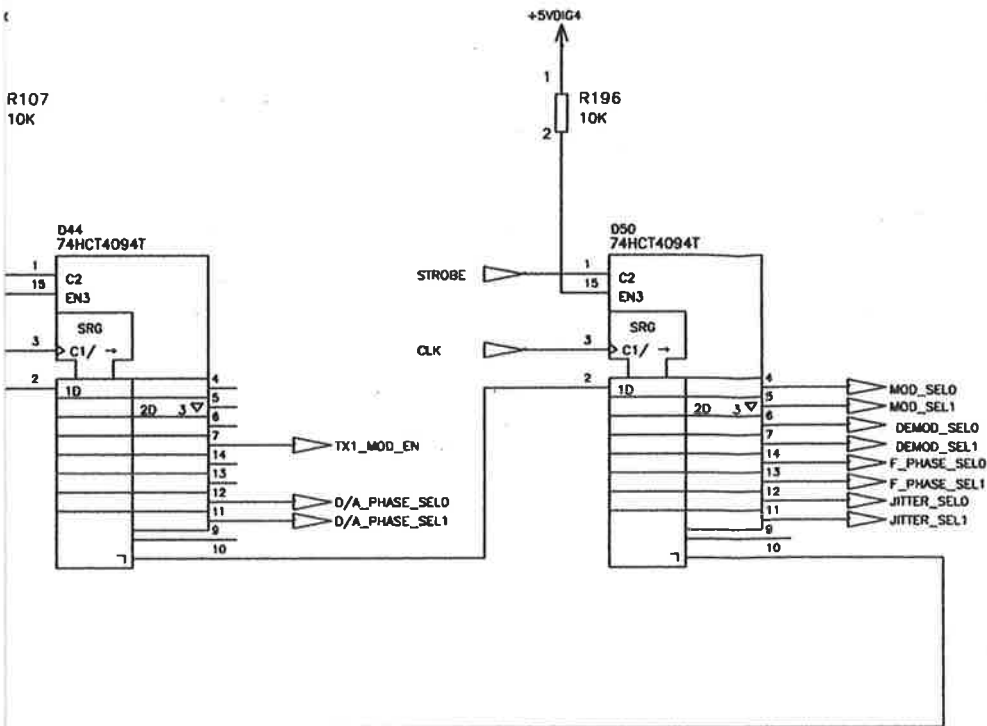 +5VDIG4
1
R196
10K
2
R107
10K
D44
74HCT4094T
1
C2
15
EN3
SRG
3
C1/ →
2
1D
4
5
2D 3 ▽
6
7
TX1_MOD_EN
14
13
12
D/A_PHASE_SEL0
11
D/A_PHASE_SEL1
9
10
D50
74HCT4094T
STROBE
1
C2
15
EN3
SRG
CLK
3
C1/ →
2
1D
4
MOD_SEL0
5
MOD_SEL1
2D 3 ▽
6
DEMOD_SEL0
7
DEMOD_SEL1
14
F_PHASE_SEL0
13
F_PHASE_SEL1
12
JITTER_SEL0
11
JITTER_SEL1
9
10